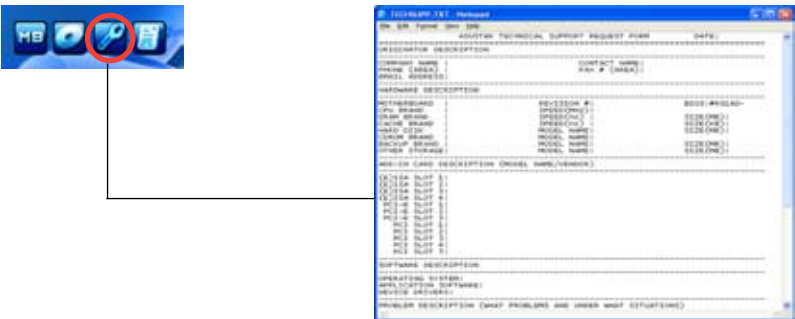 MB
TECHSUPP.TXT - Notepad
File Edit Format View Help
ASUSTEK TECHNICAL SUPPORT REQUEST FORM DATE:
ORIGINATOR DESCRIPTION
COMPANY NAME : CONTACT NAME:
PHONE (AREA) : FAX # (AREA):
EMAIL ADDRESS:
HARDWARE DESCRIPTION
MOTHERBOARD : REVISION #: BIOS:
CPU BRAND : SPEED(MHz):
DRAM BRAND : SPEED(ns) : SIZE(MB):
CACHE BRAND : SPEED(ns) : SIZE(KB):
HARD DISK : MODEL NAME: SIZE(MB):
CDROM BRAND : MODEL NAME:
BACKUP BRAND : MODEL NAME: SIZE(MB):
OTHER STORAGE: MODEL NAME: SIZE(MB):
ADD-IN CARD DESCRIPTION (MODEL NAME/VENDOR)
(E)ISA SLOT 1:
(E)ISA SLOT 2:
(E)ISA SLOT 3:
(E)ISA SLOT 4:
PCI-E SLOT 1:
PCI-E SLOT 2:
PCI-E SLOT 3:
PCI SLOT 1:
PCI SLOT 2:
PCI SLOT 3:
PCI SLOT 4:
PCI SLOT 5:
SOFTWARE DESCRIPTION
OPERATING SYSTEM:
APPLICATION SOFTWARE:
DEVICE DRIVERS:
PROBLEM DESCRIPTION (WHAT PROBLEMS AND UNDER WHAT SITUATIONS)